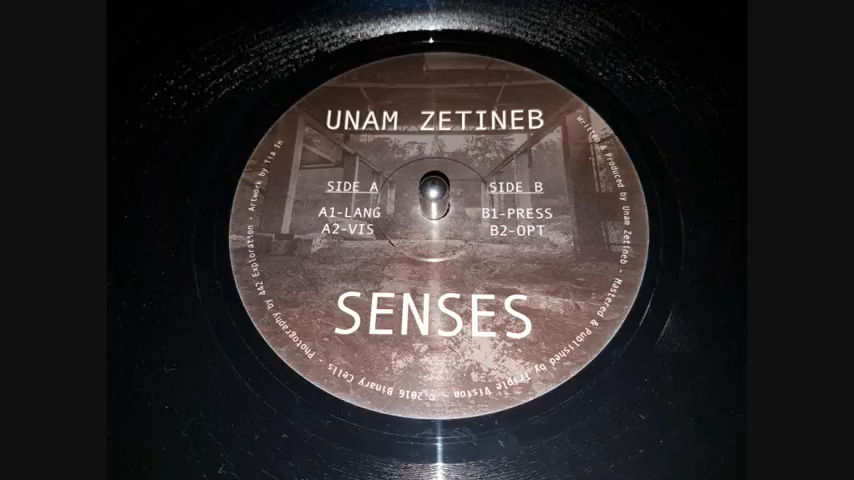 UNAM ZETINEB
SIDE A
A1-LANG
A2-VIS
SIDE B
B1-PRESS
B2-OPT
SENSES
Written & Produced by Unam Zetineb - Mastered & Published by Triple Vision - © 2016 Binary Cells - Photography by 442 Exploration - Artwork by Tia In